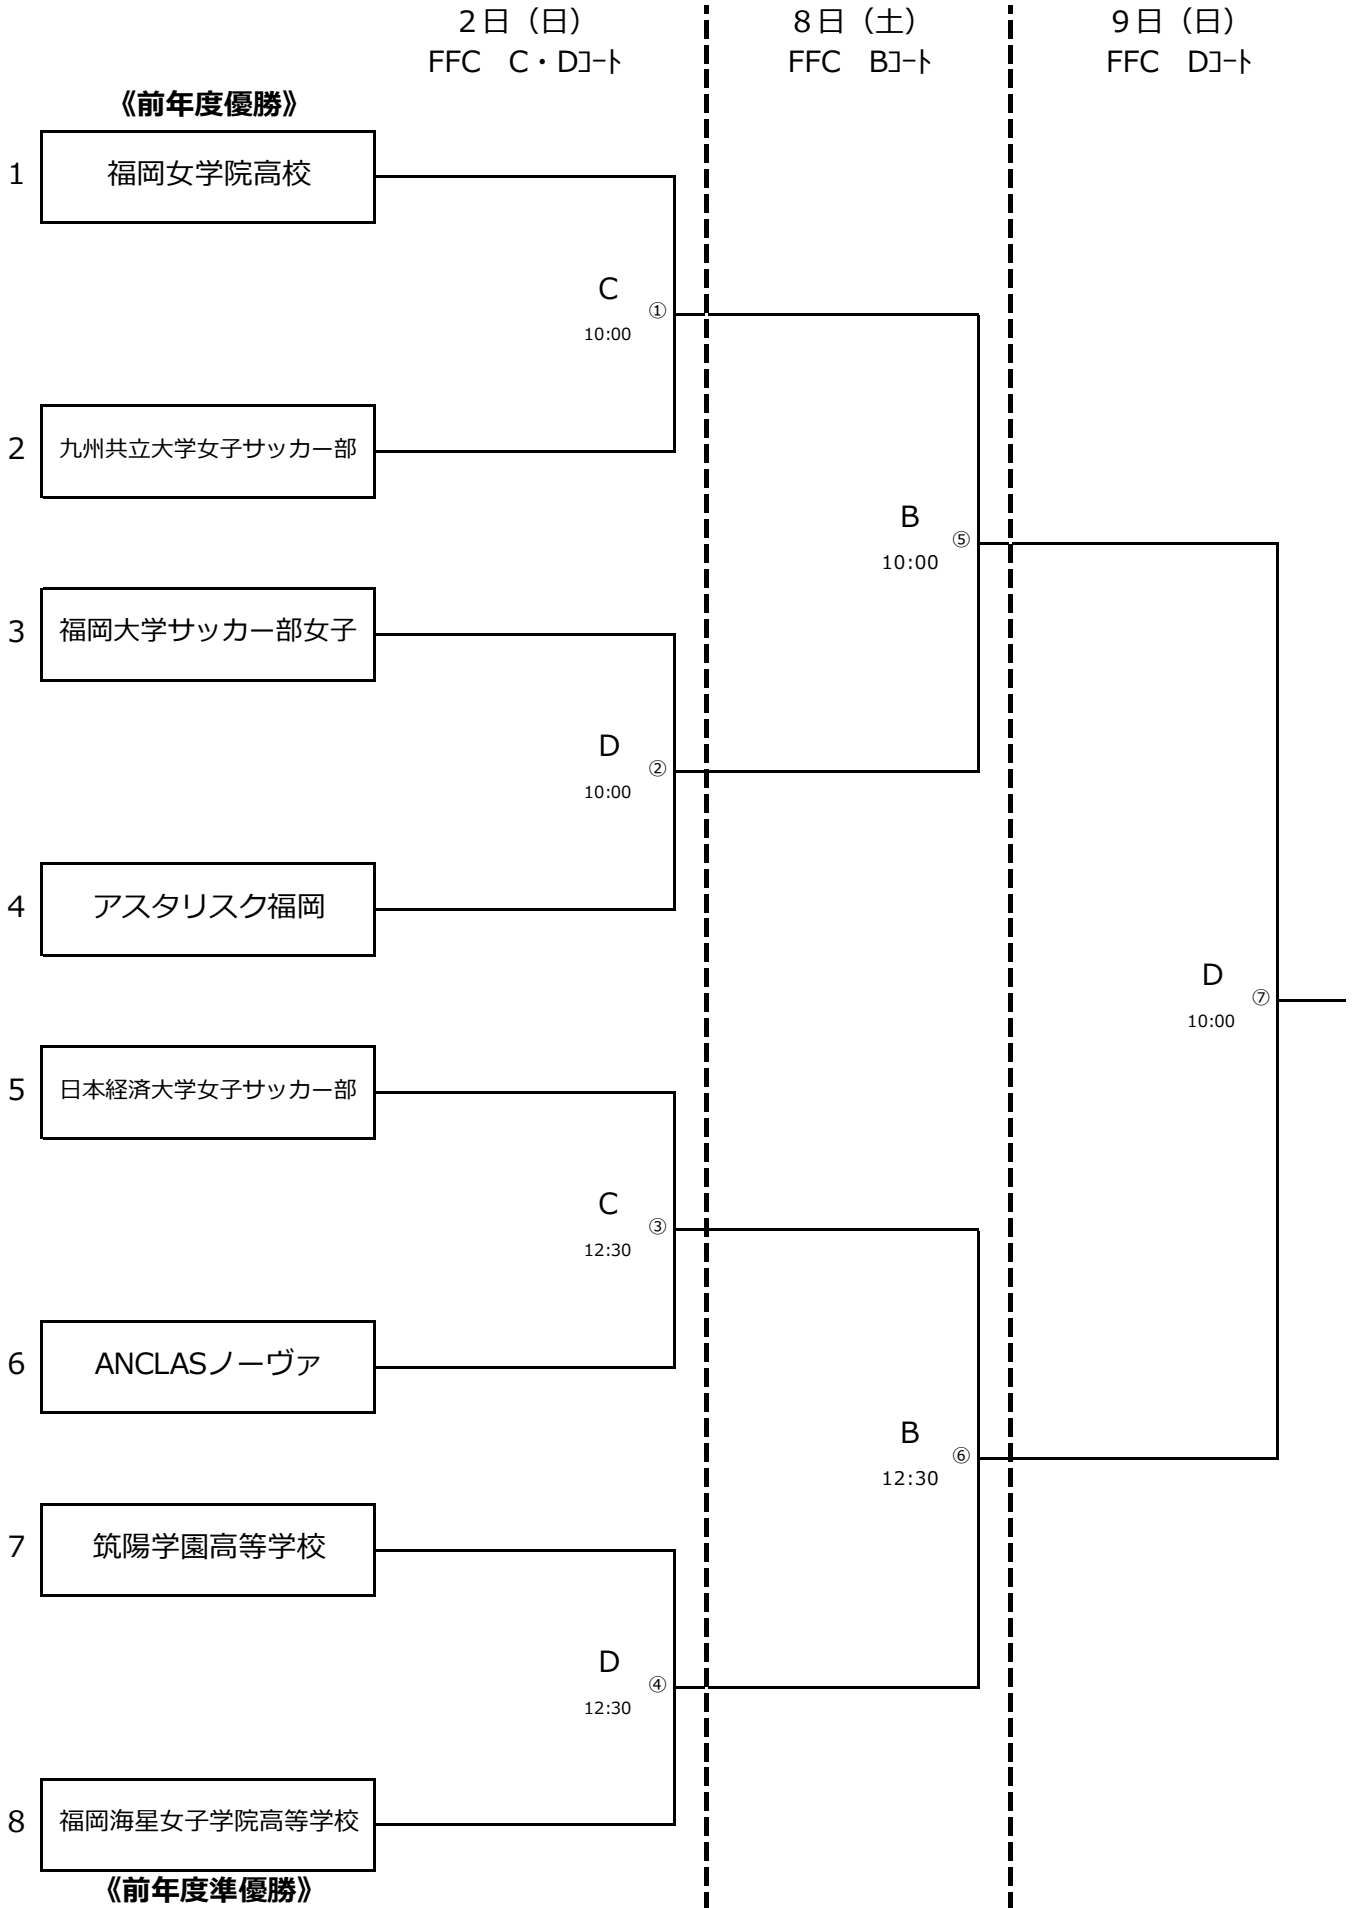 ２日（日）
FFC　C・Dｺｰﾄ
８日（土）
FFC　Bｺｰﾄ
９日（日）
FFC　Dｺｰﾄ
《前年度優勝》
1
福岡女学院高校
C
①
10:00
2
九州共立大学女子サッカー部
B
⑤
10:00
3
福岡大学サッカー部女子
D
②
10:00
4
アスタリスク福岡
D
⑦
10:00
5
日本経済大学女子サッカー部
C
③
12:30
6
ANCLASノーヴァ
B
⑥
12:30
7
筑陽学園高等学校
D
④
12:30
8
福岡海星女子学院高等学校
《前年度準優勝》